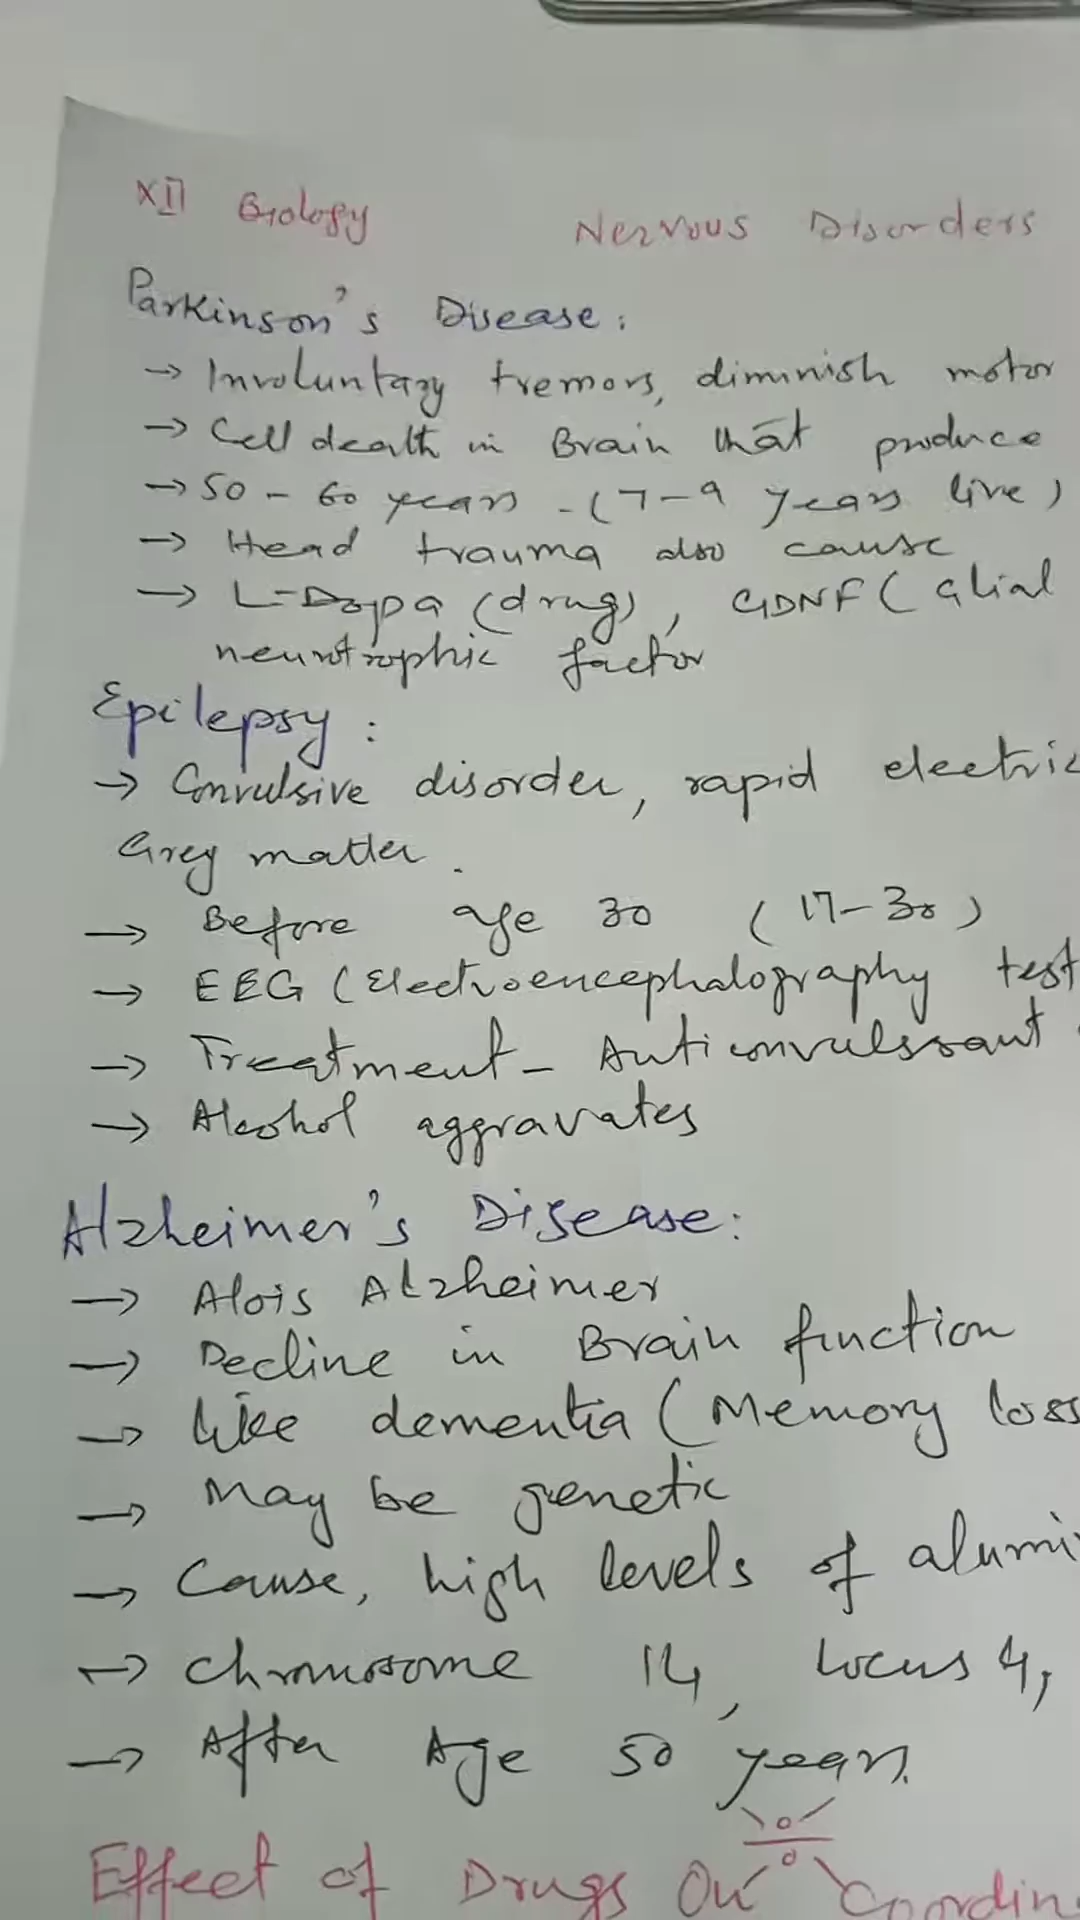 XII Biology Nervous Disorders
Parkinson's Disease:
→ Involuntary tremors, diminish motor
→ Cell death in Brain that produce
→ 50 - 60 years - (7-9 years live)
→ Head trauma also cause
→ L-Dopa (drug), GDNF (Glial
neurotrophic factor
Epilepsy:
→ Convulsive disorder, rapid electric
Grey matter.
→ Before age 30 (17-30)
→ EEG (Electroencephalography test
→ Treatment - Anticonvulssant
→ Alcohol aggravates
Alzheimer's Disease:
→ Alois Alzheimer
→ Decline in Brain function
→ like dementia (Memory loss
→ May be genetic
→ Cause, high levels of alumi
→ Chromosome 14, Locus 4,
→ After Age 50 years.
Effect of Drugs On Coordin